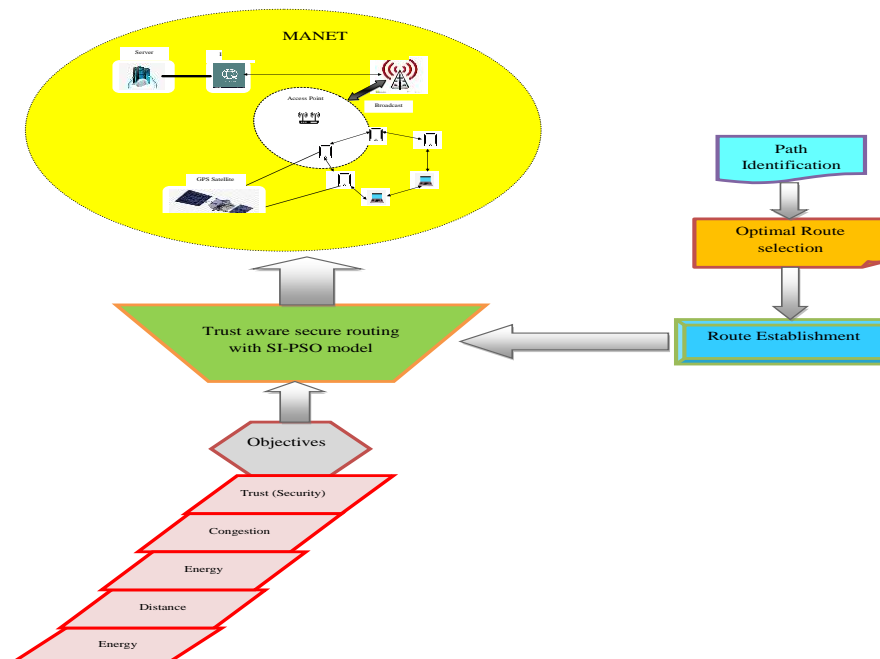 MANET
Server
Access Point
Broadcast
GPS Satellite
Path
Identification
Optimal Route
selection
Route Establishment
Trust aware secure routing
with SI-PSO model
Objectives
Trust (Security)
Congestion
Energy
Distance
Energy